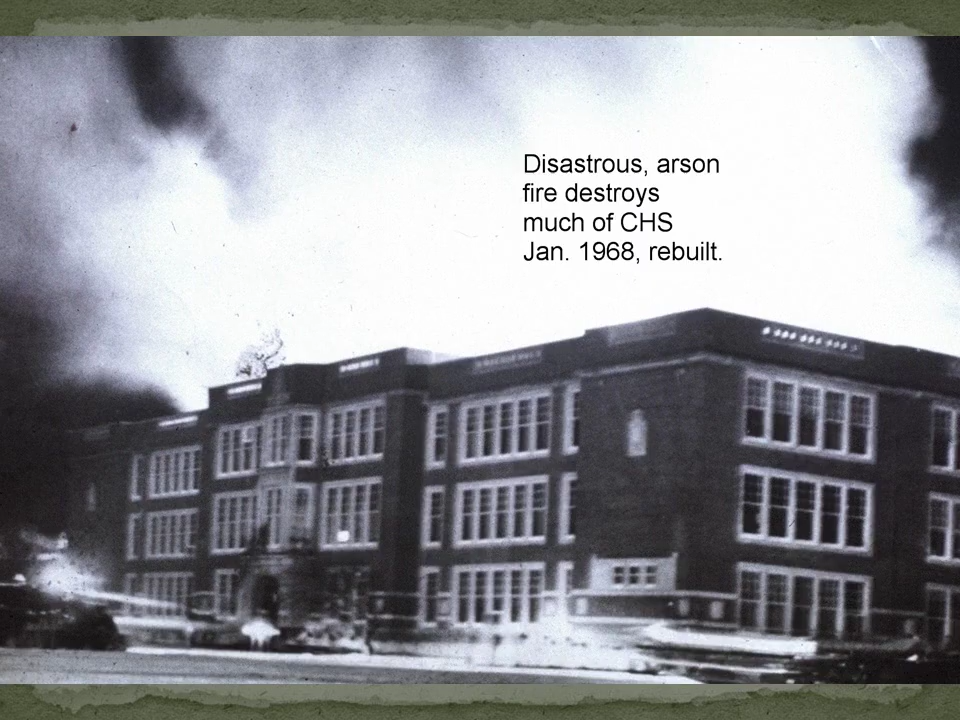 Disastrous, arson
fire destroys
much of CHS
Jan. 1968, rebuilt.